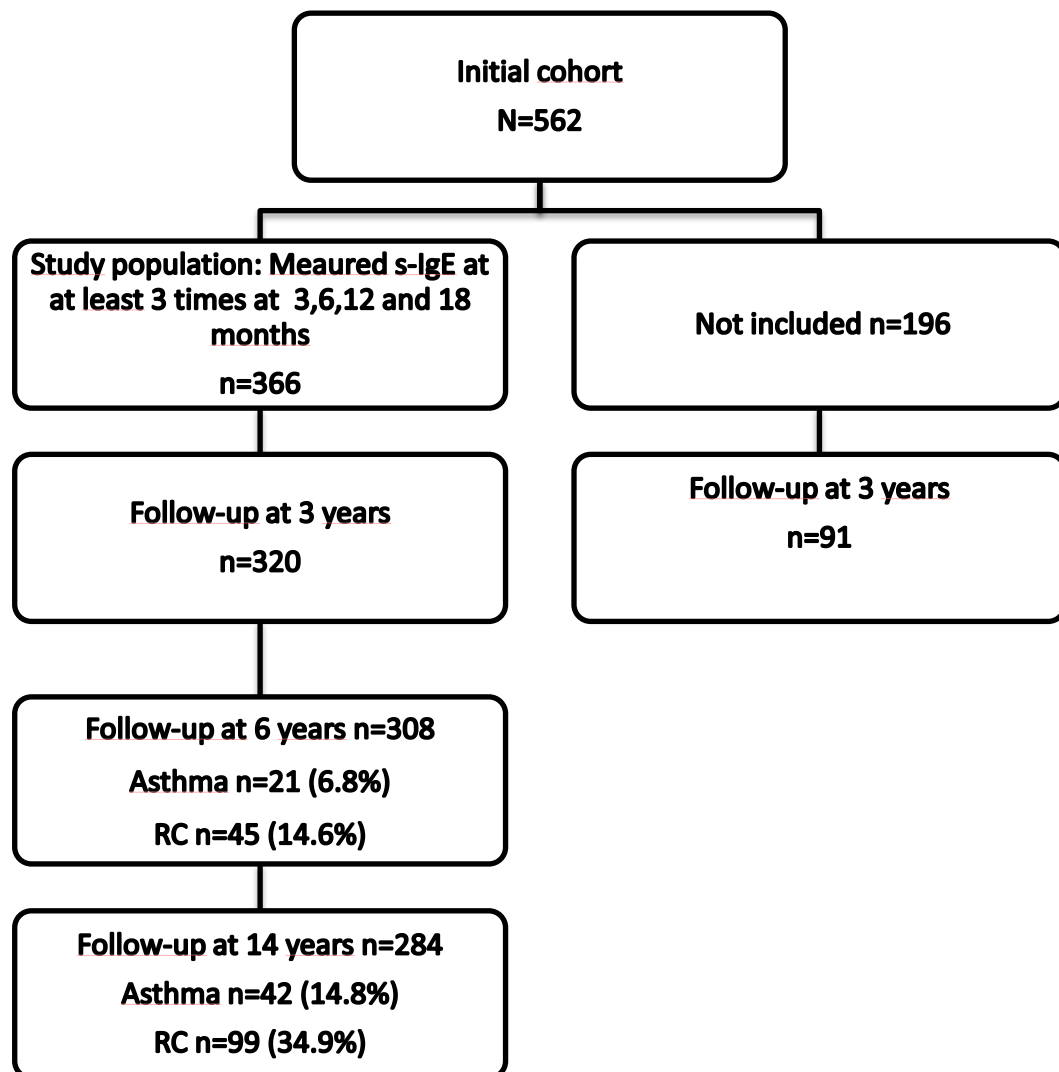 Initial cohort
N=562
Study population: Meaured s-IgE at
at least 3 times at  3,6,12 and 18
months
n=366
Not included n=196
Follow-up at 3 years
n=320
Follow-up at 3 years
n=91
Follow-up at 6 years n=308
Asthma n=21 (6.8%)
RC n=45 (14.6%)
Follow-up at 14 years n=284
Asthma n=42 (14.8%)
RC n=99 (34.9%)